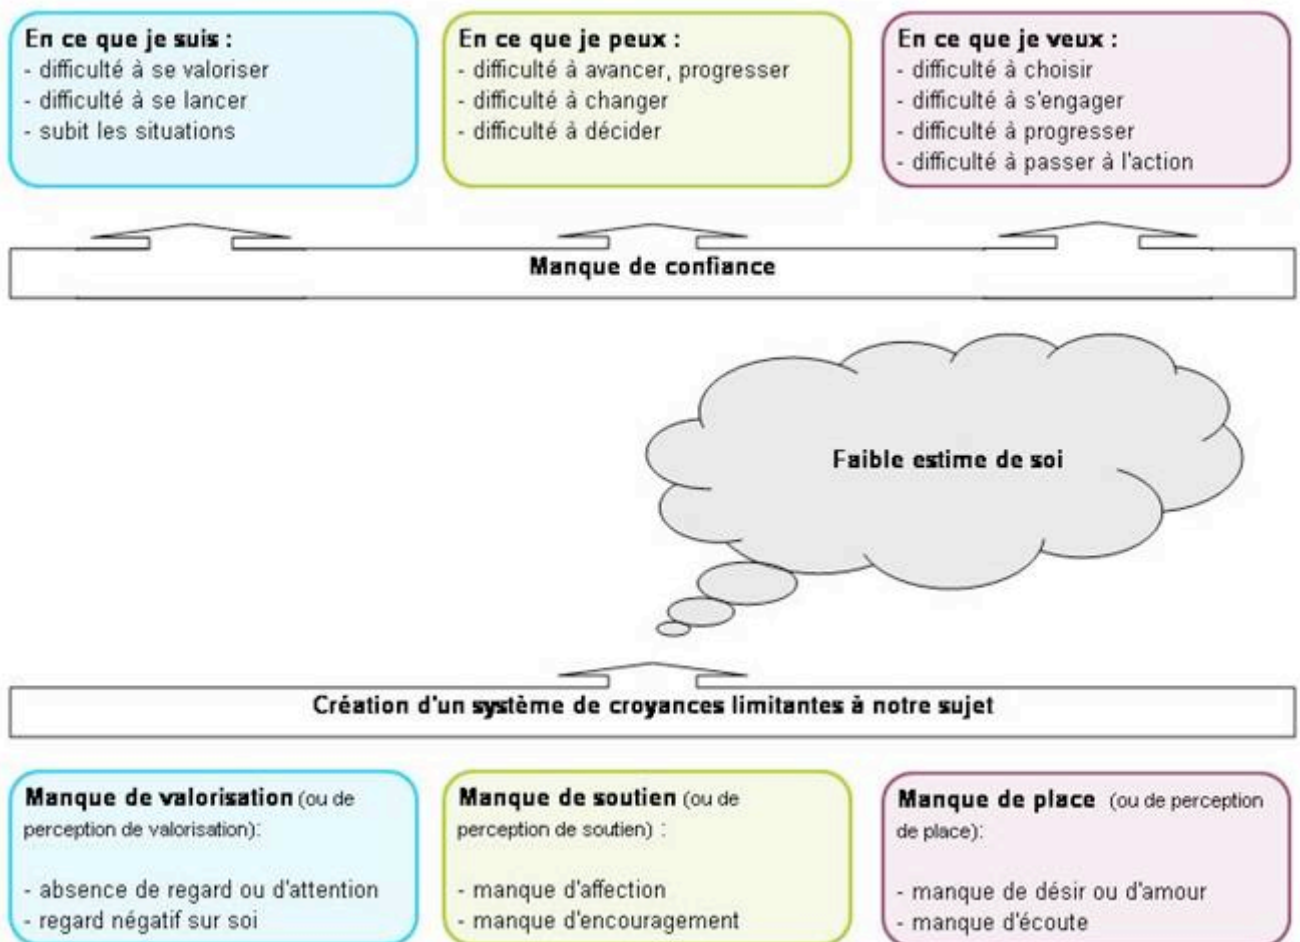 En ce que je suis :
- difficulté à se valoriser
- difficulté à se lancer
- subit les situations
En ce que je peux :
- difficulté à avancer, progresser
- difficulté à changer
- difficulté à décider
En ce que je veux :
- difficulté à choisir
- difficulté à s'engager
- difficulté à progresser
- difficulté à passer à l'action
Manque de confiance
Faible estime de soi
Création d'un système de croyances limitantes à notre sujet
Manque de valorisation (ou de
perception de valorisation):
- absence de regard ou d'attention
- regard négatif sur soi
Manque de soutien (ou de
perception de soutien) :
- manque d'affection
- manque d'encouragement
Manque de place (ou de perception
de place):
- manque de désir ou d'amour
- manque d'écoute